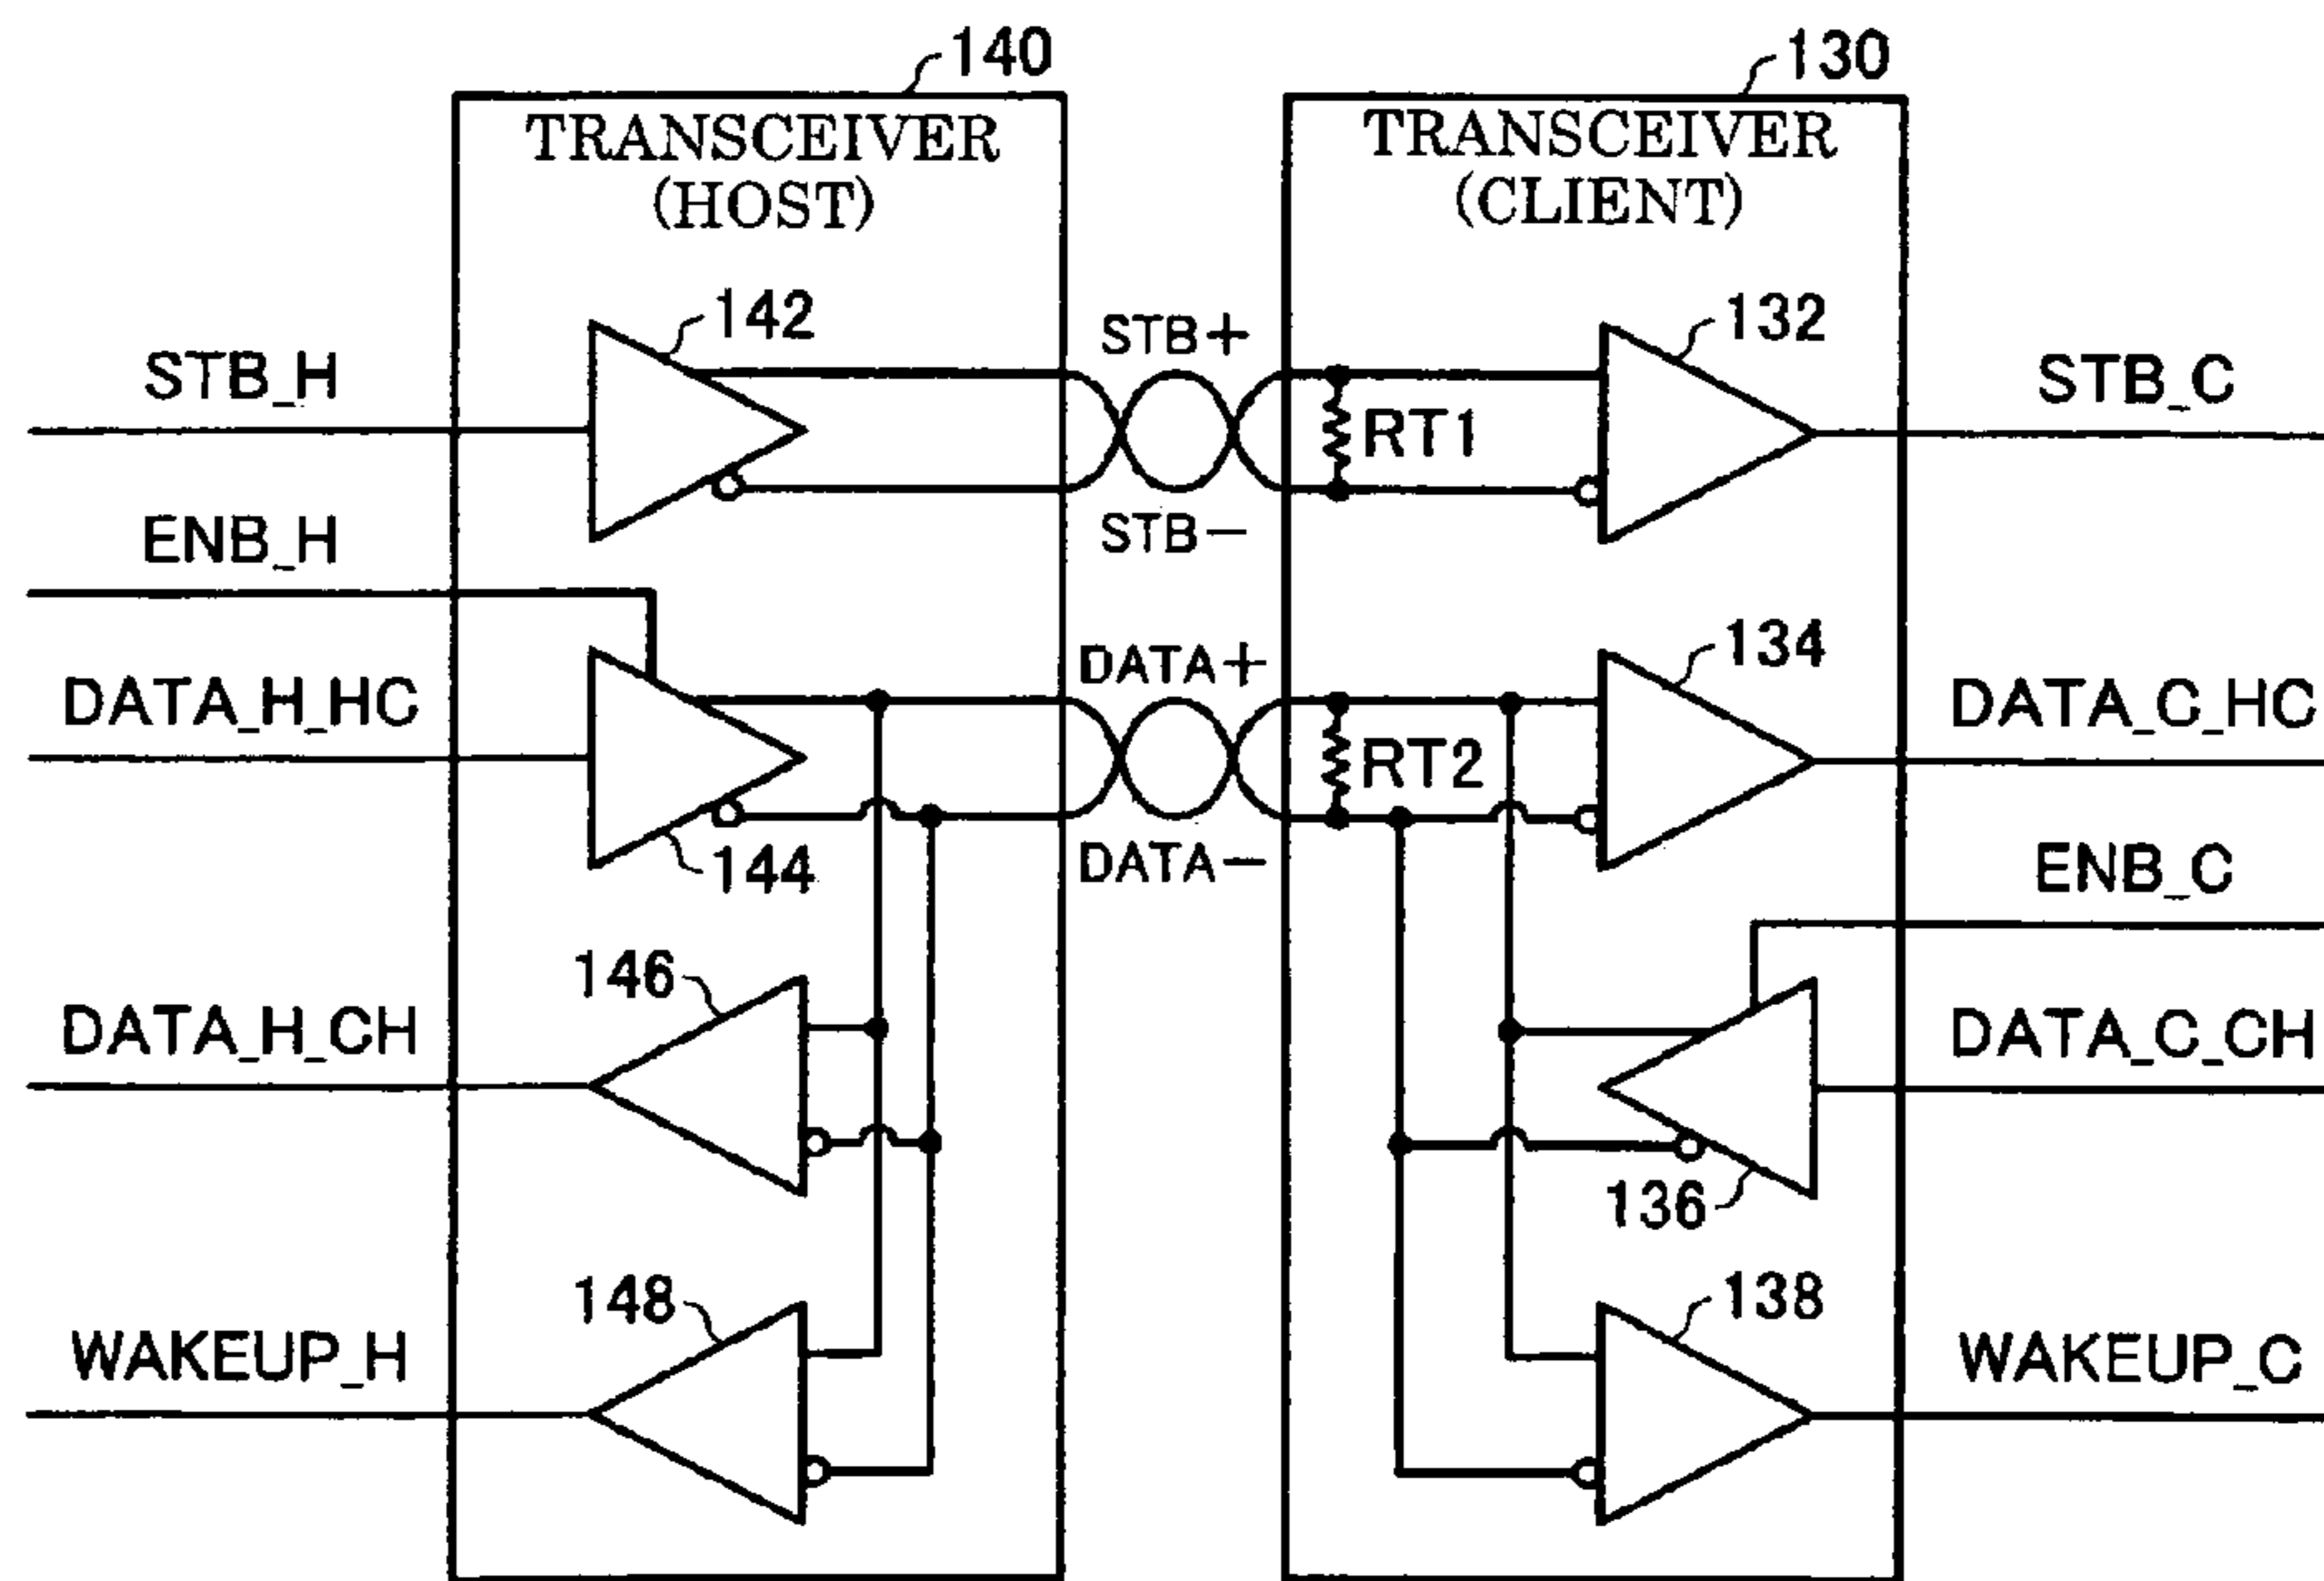 140
130
TRANSCEIVER
(HOST)
TRANSCEIVER
(CLIENT)
142
132
STB+
STB_H
RT1
STB_C
STB−
ENB_H
134
DATA+
DATA_H_HC
DATA_C_HC
RT2
144
DATA−
ENB_C
146
DATA_H_CH
DATA_C_CH
136
148
138
WAKEUP_H
WAKEUP_C